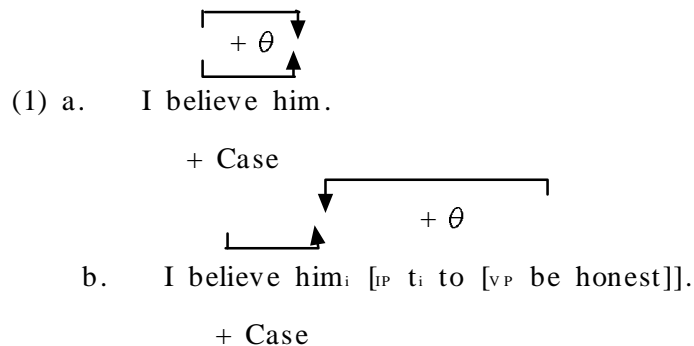 + θ
(1) a. I believe him.
+ Case
+ θ
b. I believe himᵢ [IP tᵢ to [VP be honest]].
+ Case